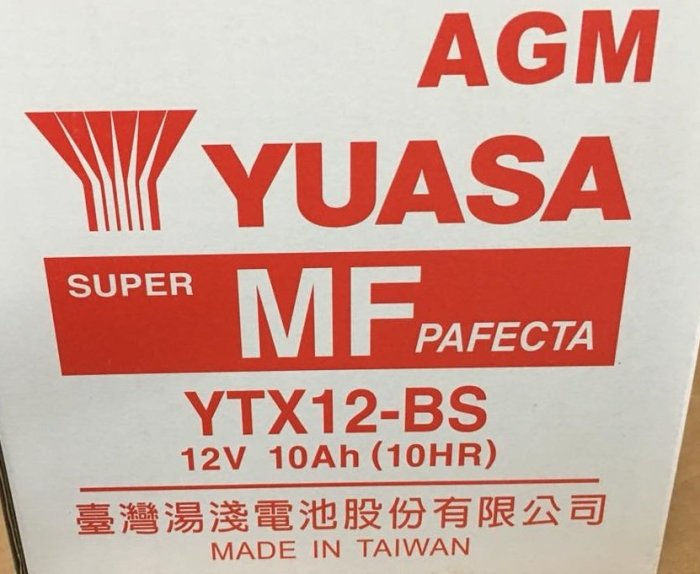 AGM
YUASA
SUPER MF PAFECTA
YTX12-BS
12V 10Ah (10HR)
臺灣湯淺電池股份有限公司
MADE IN TAIWAN